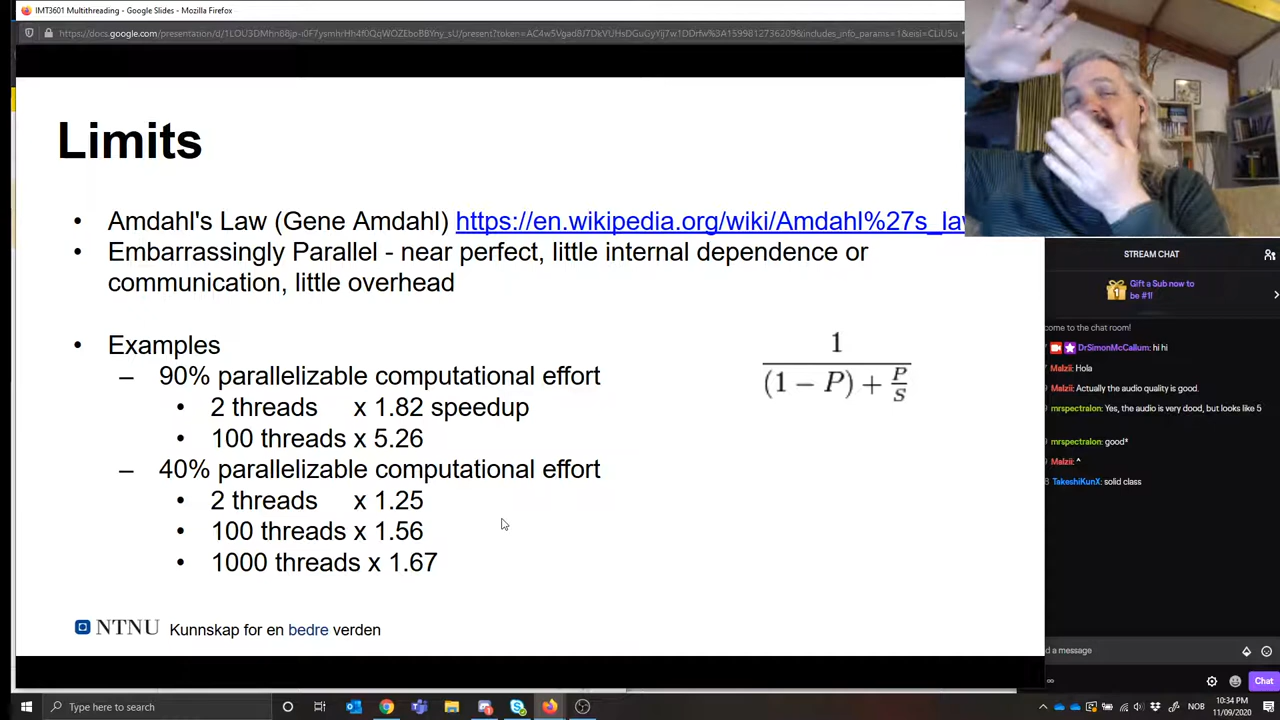 IMT3601 Multithreading - Google Slides - Mozilla Firefox
Limits
• Amdahl's Law (Gene Amdahl) https://en.wikipedia.org/wiki/Amdahl%27s_la
• Embarrassingly Parallel - near perfect, little internal dependence or
communication, little overhead
• Examples
– 90% parallelizable computational effort
• 2 threads x 1.82 speedup
• 100 threads x 5.26
– 40% parallelizable computational effort
• 2 threads x 1.25
• 100 threads x 1.56
• 1000 threads x 1.67
1
(1 − P) + P
S
NTNU Kunnskap for en bedre verden
STREAM CHAT
Gift a Sub now to
be #1!
come to the chat room!
DrSimonMcCallum: hi hi
Malzii: Hola
Malzii: Actually the audio quality is good.
mrspectralon: Yes, the audio is very dood, but looks like 5
mrspectralon: good*
Malzii: ^
TakeshiKunX: solid class
d a message
Chat
Type here to search
NOB
10:34 PM
11/09/2020